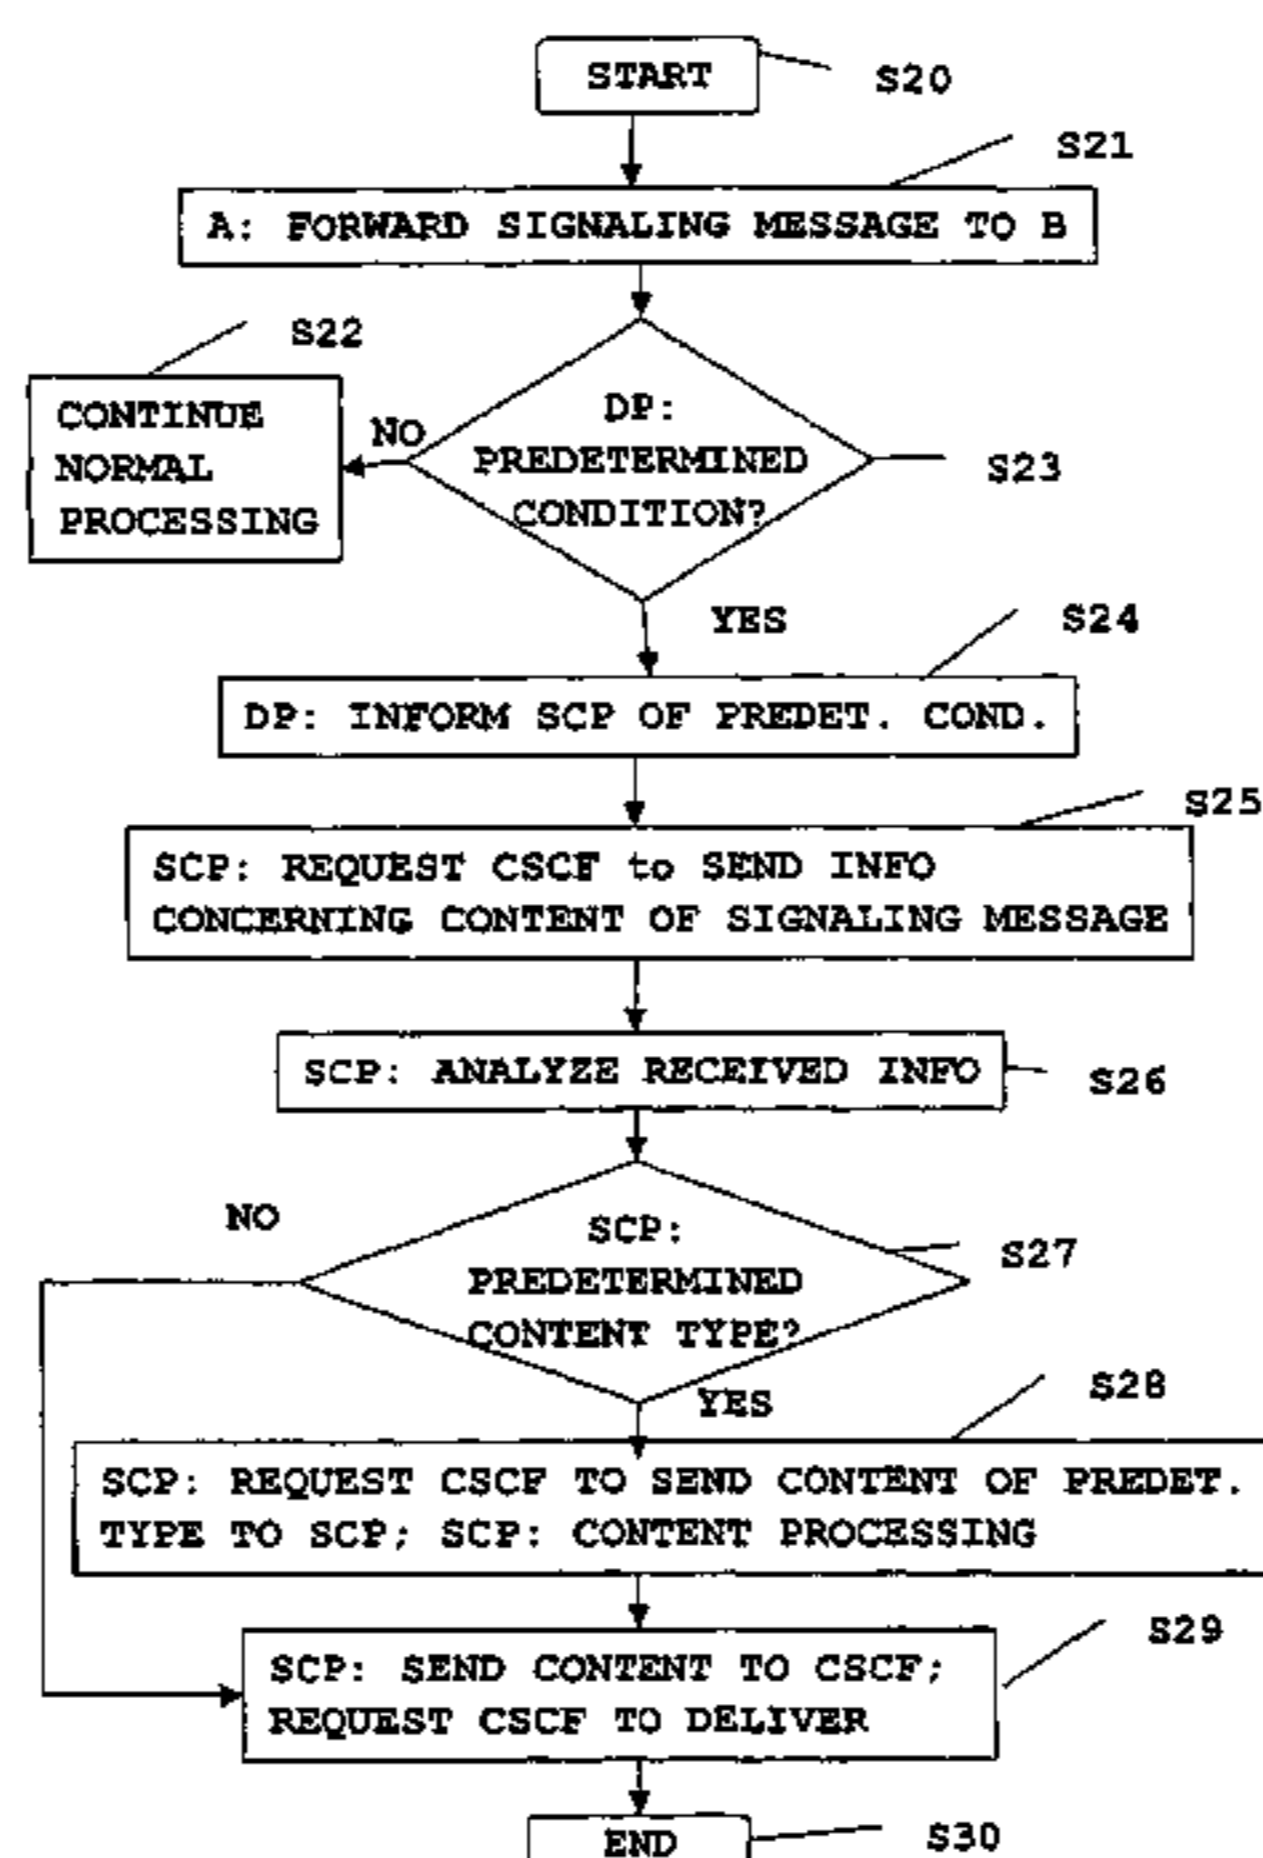 START
S20
S21
A: FORWARD SIGNALING MESSAGE TO B
S22
CONTINUE
NORMAL
PROCESSING
NO
DP:
PREDETERMINED
CONDITION?
S23
YES
S24
DP: INFORM SCP OF PREDET. COND.
S25
SCP: REQUEST CSCF to SEND INFO
CONCERNING CONTENT OF SIGNALING MESSAGE
SCP: ANALYZE RECEIVED INFO
S26
NO
SCP:
PREDETERMINED
CONTENT TYPE?
S27
YES
S28
SCP: REQUEST CSCF TO SEND CONTENT OF PREDET.
TYPE TO SCP; SCP: CONTENT PROCESSING
S29
SCP: SEND CONTENT TO CSCF;
REQUEST CSCF TO DELIVER
END
S30